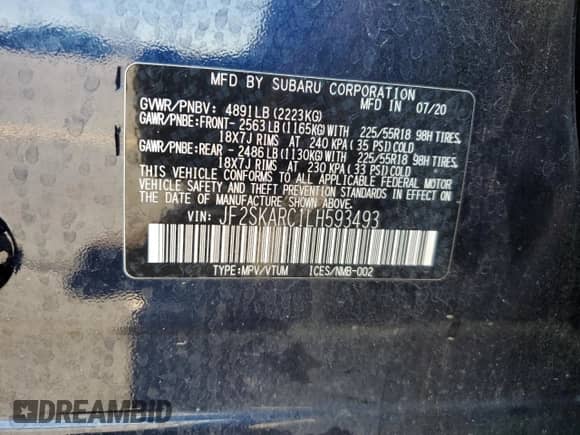 MFD BY SUBARU CORPORATION
GVWR/PNBV: 4891LB (2223KG) MFD IN 07/20
GAWR/PNBE:FRONT- 2563LB (1165KG) WITH 225/55R18 98H TIRES,
18X7J RIMS AT 240 KPA ( 35 PSI) COLD
GAWR/PNBE:REAR - 2486LB (1130KG) WITH 225/55R18 98H TIRES,
18X7J RIMS AT 230 KPA ( 33 PSI) COLD
THIS VEHICLE CONFORMS TO ALL APPLICABLE FEDERAL MOTOR
VEHICLE SAFETY AND THEFT PREVENTION STANDARDS IN EFFECT ON
THE DATE OF MANUFACTURE SHOWN ABOVE.
VIN: JF2SKARC1LH593493
TYPE:MPV/VTUM ICES/NMB-002
DREAMBID